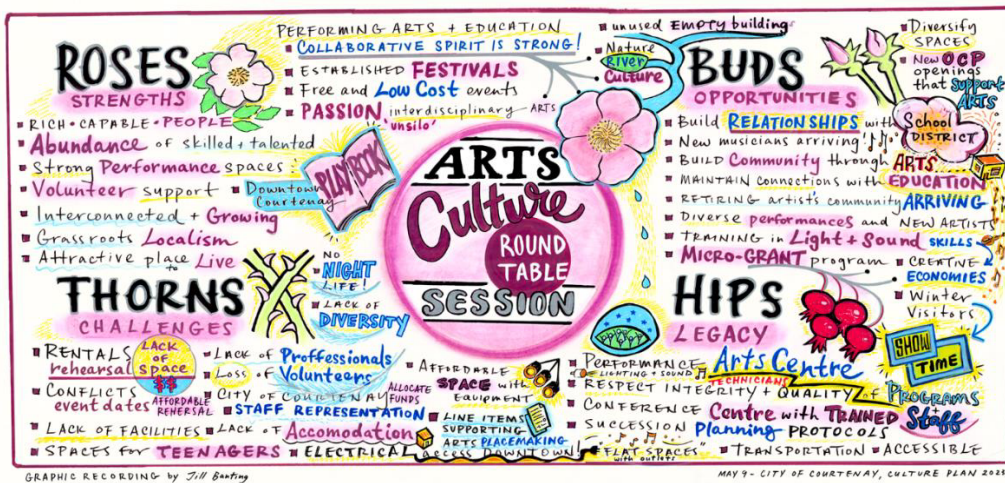 ROSES
STRENGTHS
RICH • CAPABLE • PEOPLE
Abundance of skilled + talented
Strong Performance spaces
Volunteer support
Interconnected + Growing
Grassroots Localism
Attractive place to Live
PERFORMING ARTS + EDUCATION
COLLABORATIVE SPIRIT IS STRONG!
ESTABLISHED FESTIVALS
Free and Low Cost events
PASSION interdisciplinary ARTS
'unsilo'
Downtown Courtenay
PLAY BOOK
ARTS
Culture
ROUND
TABLE
SESSION
unused EMPTY buildings
Nature
River
Culture
BUDS
OPPORTUNITIES
Build RELATIONSHIPS with
School DISTRICT
New musicians arriving!
BUILD Community through ARTS EDUCATION
MAINTAIN connections with
RETIRING artist's community ARRIVING
Diverse performances and NEW ARTISTS
TRAINING in Light + Sound SKILLS
MICRO-GRANT program
CREATIVE ECONOMIES
Winter Visitors
Diversify SPACES
New OCP
openings
that support
ARTS
THORNS
CHALLENGES
NO
NIGHT
LIFE!
LACK OF
DIVERSITY
RENTALS
rehearsal
LACK OF SPACE
$$
AFFORDABLE REHERSAL
CONFLICTS
event dates
LACK OF FACILITIES
SPACES for TEENAGERS
LACK OF Proffessionals
Loss of Volunteers
CITY OF COURTENAY
STAFF REPRESENTATION
LACK OF Accomodation
ELECTRICAL access DOWNTOWN!
AFFORDABLE
SPACE with
Equipment
ALLOCATE FUNDS
LINE ITEMS
SUPPORTING
ARTS PLACEMAKING
HIPS
LEGACY
PERFORMANCE Arts Centre
LIGHTING + SOUND TECHNICIANS
RESPECT INTEGRITY + QUALITY of PROGRAMS + Staff
CONFERENCE Centre with TRAINED
SUCCESSION Planning PROTOCOLS
"FLAT SPACES"
with outlets
TRANSPORTATION
ACCESSIBLE
SHOW
TIME
GRAPHIC RECORDING by Jill Banting
MAY 9 - CITY OF COURTENAY, CULTURE PLAN 2023